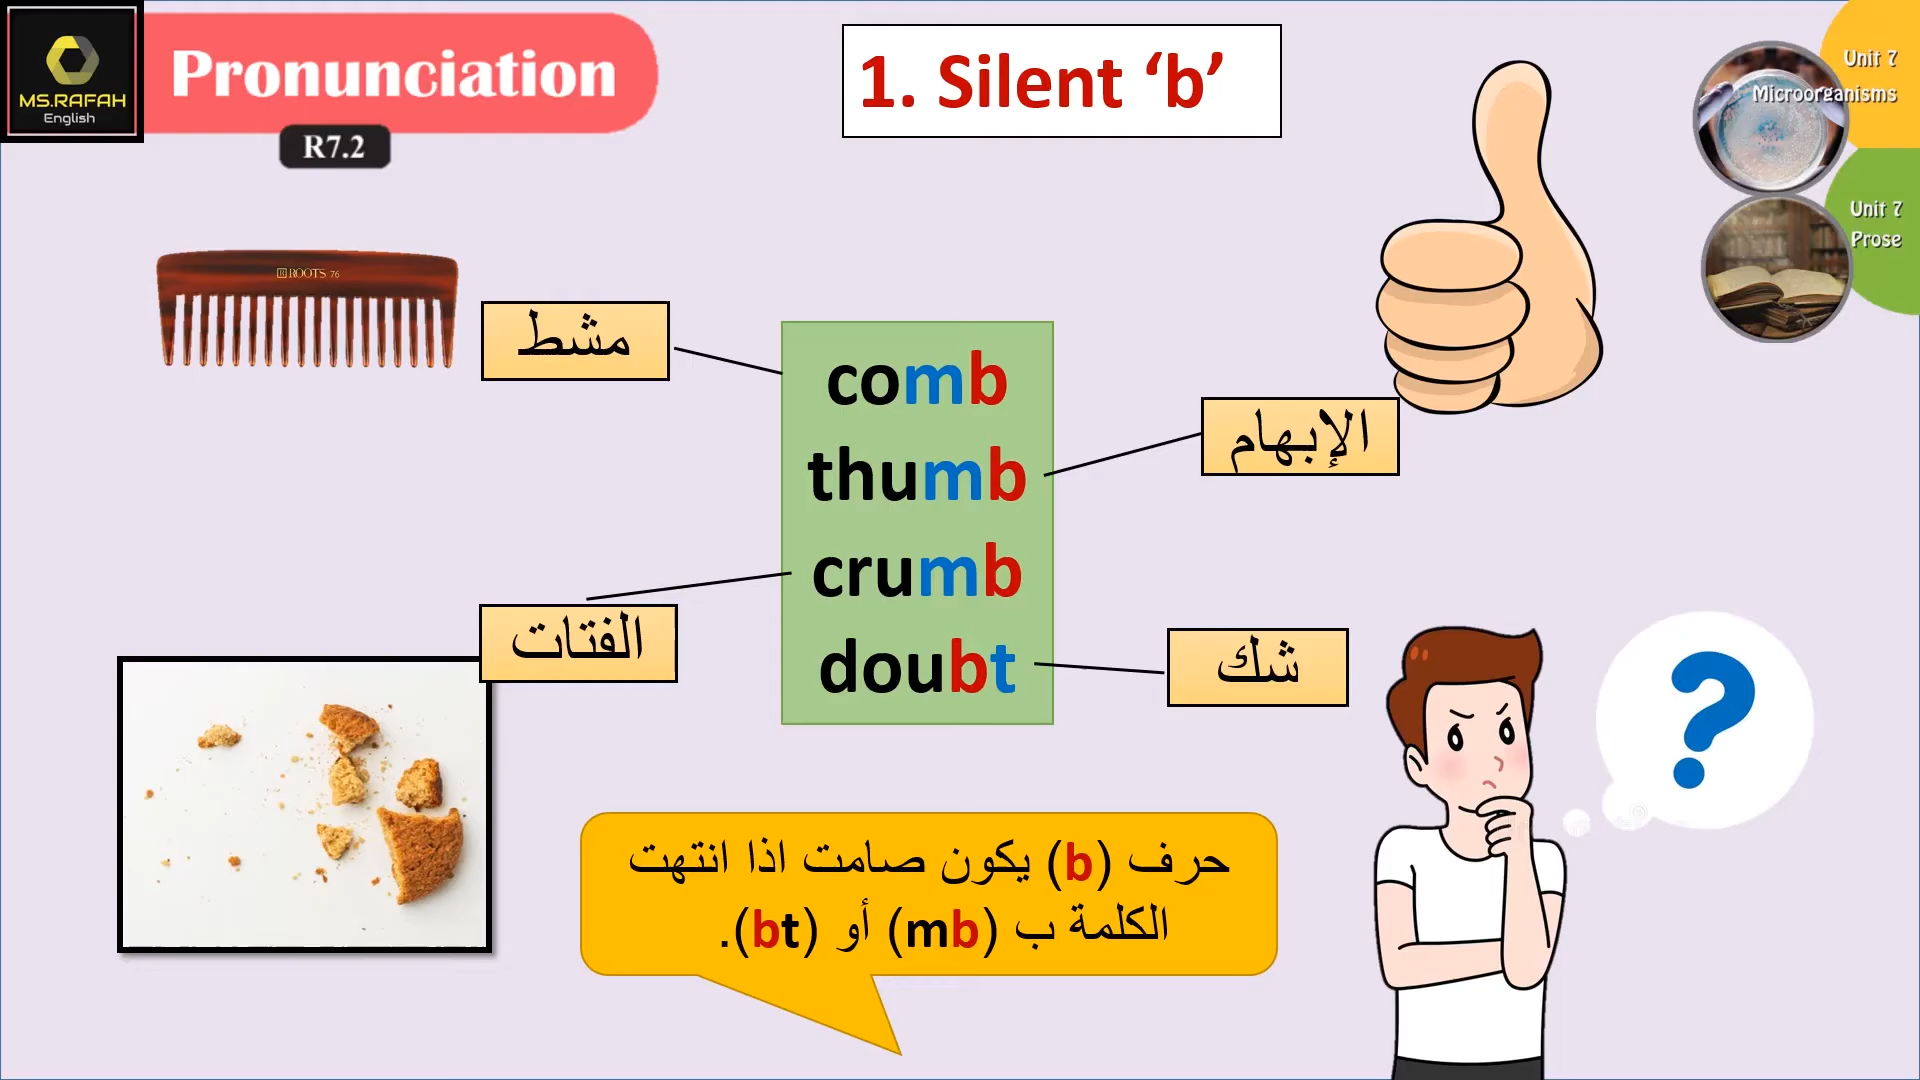 MS.RAFAH
English
Pronunciation
R7.2
1. Silent ‘b’
Unit 7
Microorganisms
Unit 7
Prose
ROOTS 76
مشط
comb
الإبهام
thumb
crumb
الفتات
doubt
شك
?
حرف (b) يكون صامت اذا انتهت
الكلمة ب (mb) أو (bt).